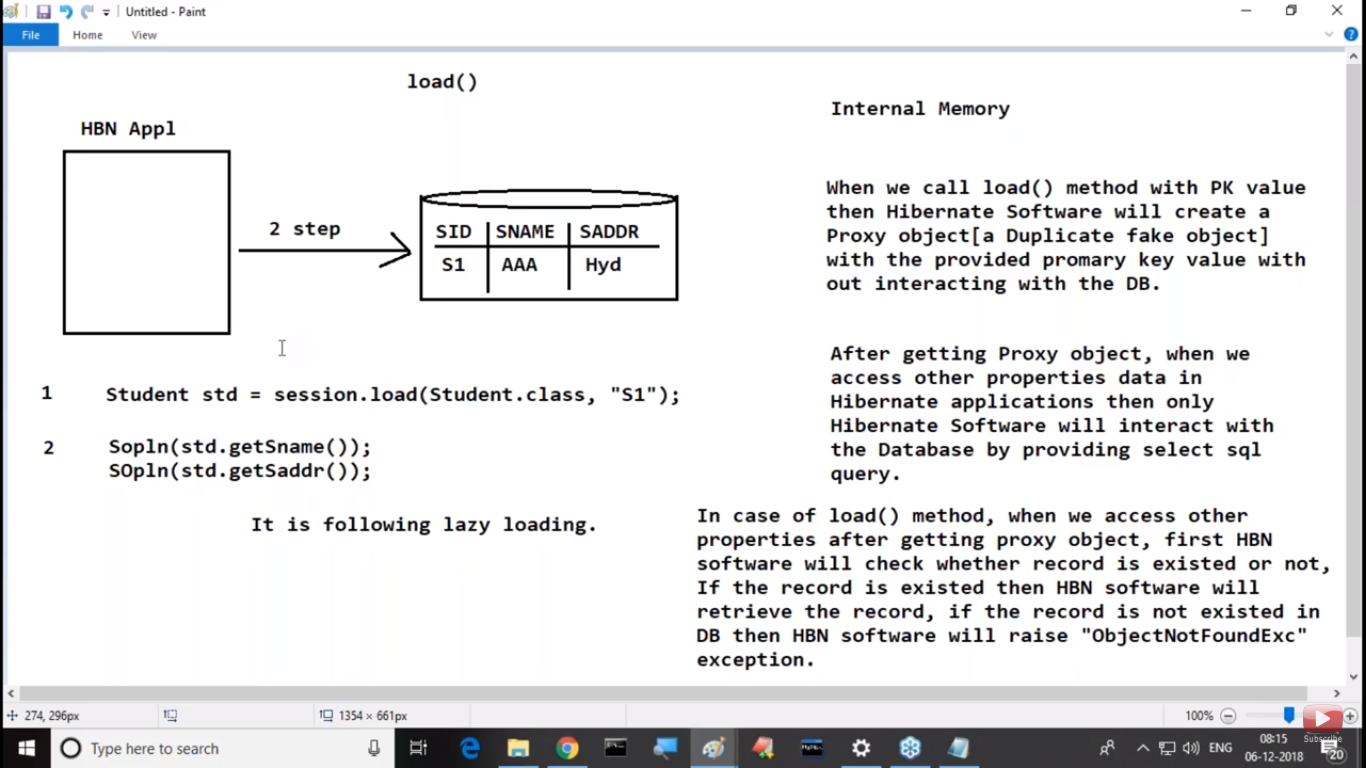 Untitled - Paint
File Home View
load()
HBN Appl
2 step
SID SNAME SADDR
S1 AAA Hyd
1 Student std = session.load(Student.class, "S1");
2 Sopln(std.getSname());
SOpln(std.getSaddr());
It is following lazy loading.
Internal Memory
When we call load() method with PK value
then Hibernate Software will create a
Proxy object[a Duplicate fake object]
with the provided promary key value with
out interacting with the DB.
After getting Proxy object, when we
access other properties data in
Hibernate applications then only
Hibernate Software will interact with
the Database by providing select sql
query.
In case of load() method, when we access other
properties after getting proxy object, first HBN
software will check whether record is existed or not,
If the record is existed then HBN software will
retrieve the record, if the record is not existed in
DB then HBN software will raise "ObjectNotFoundExc"
exception.
274, 296px
1354 × 661px
100%
Subscribe
Type here to search
ENG
08:15
06-12-2018
20